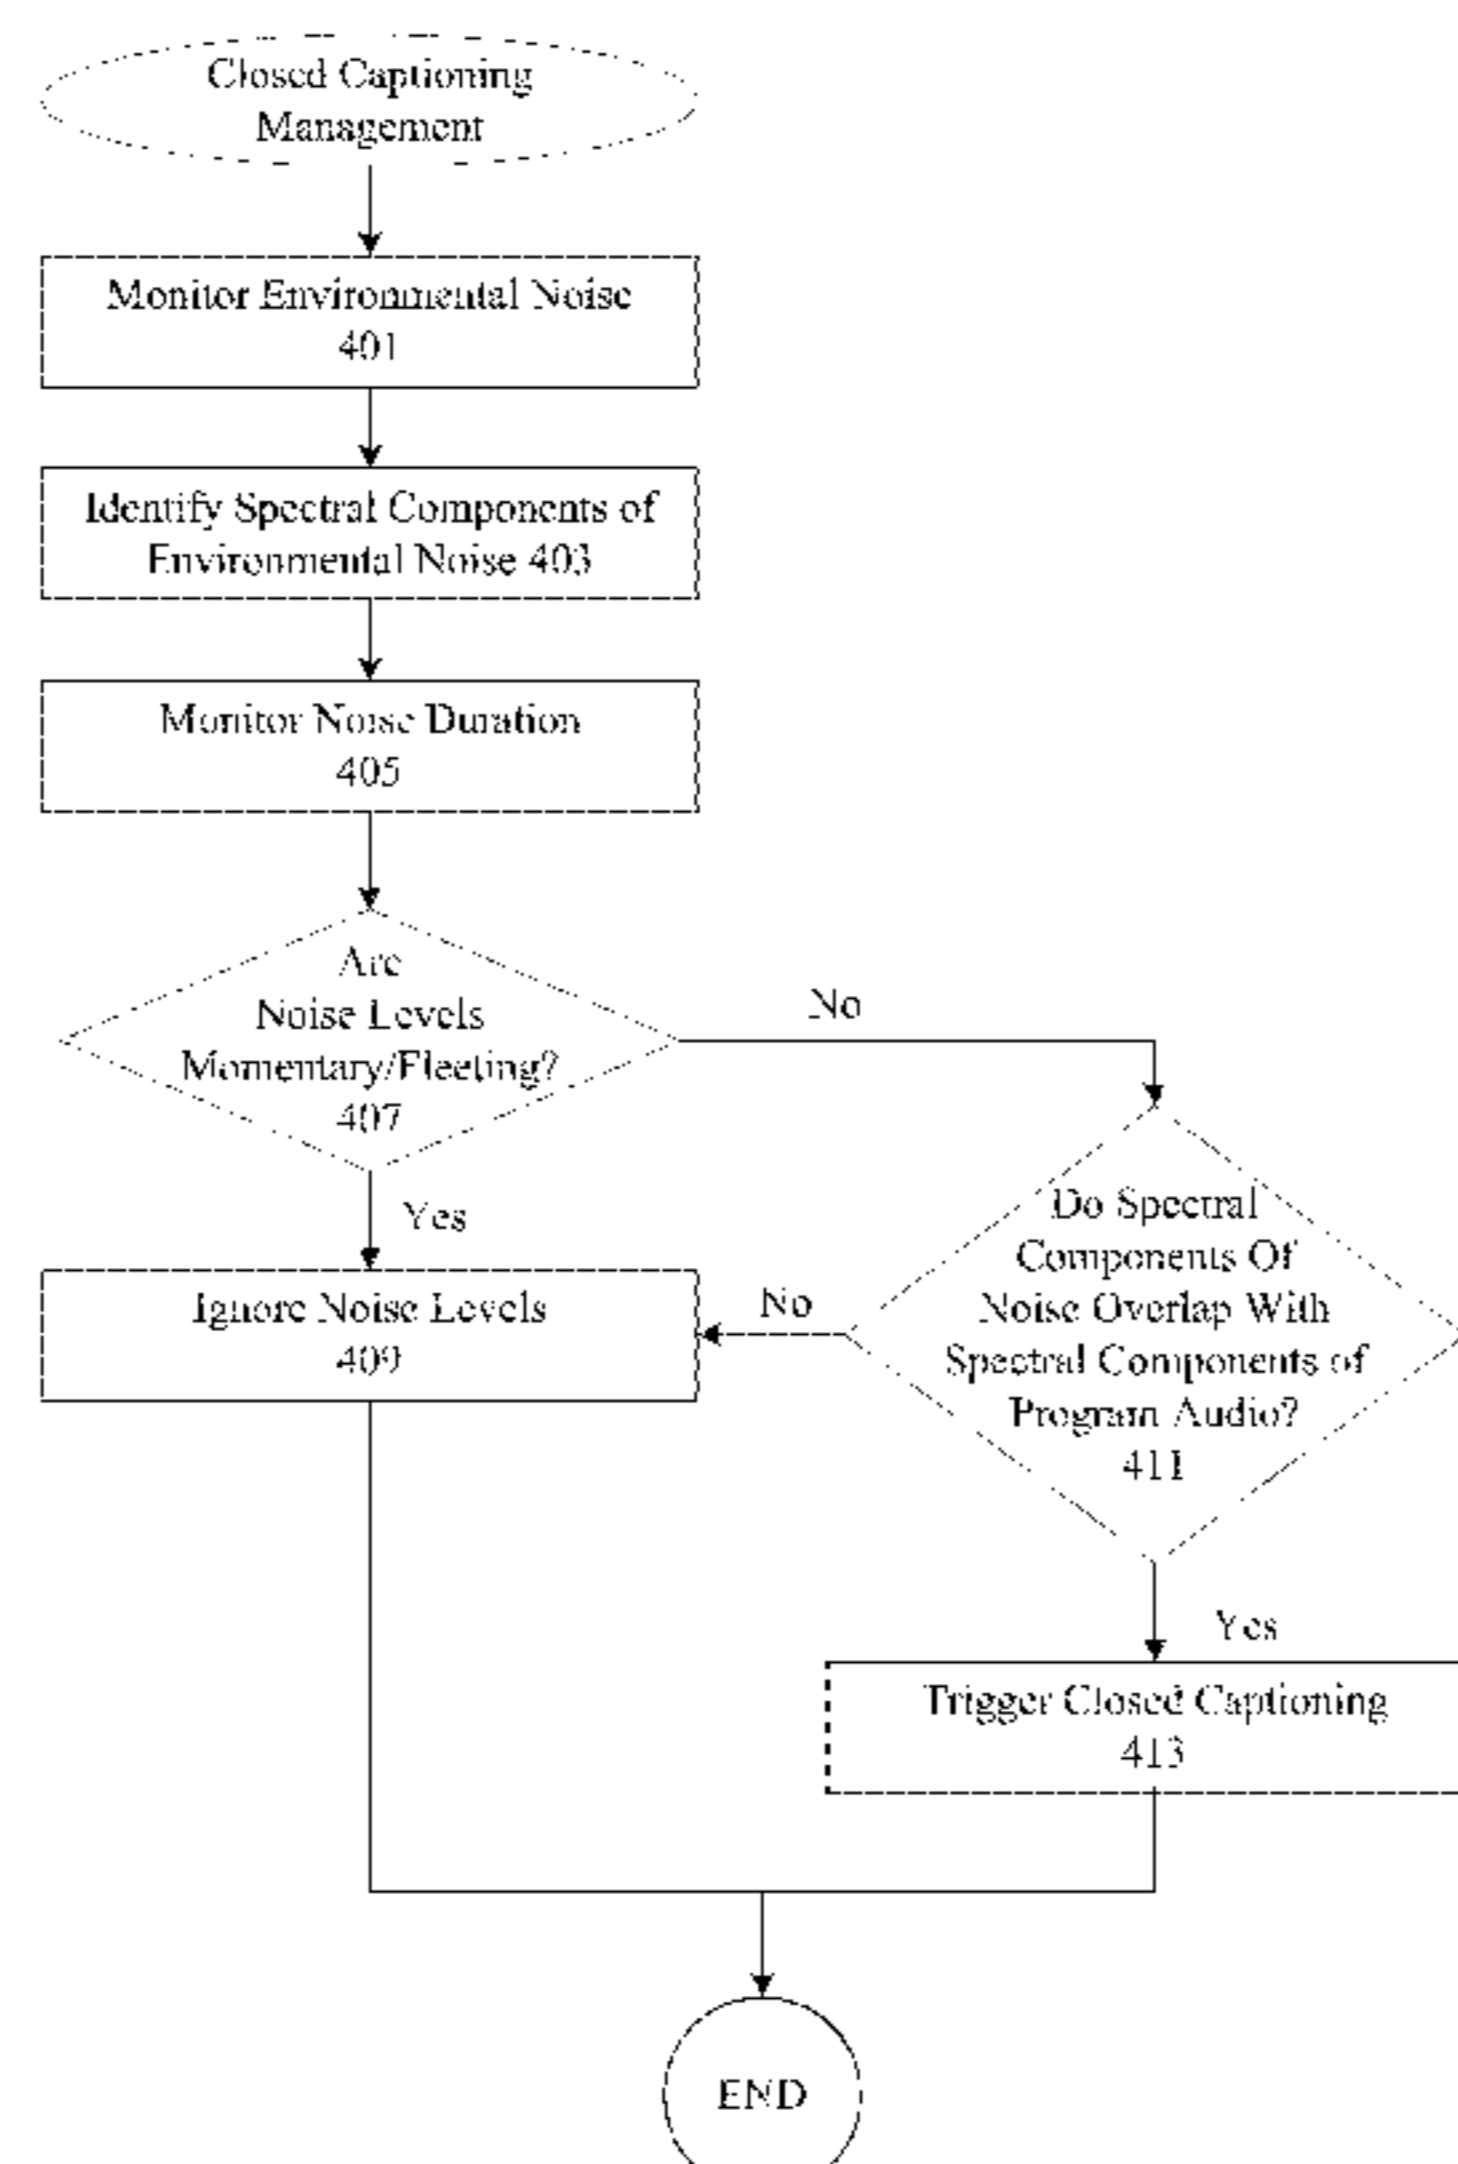 Closed Captioning
Management
Monitor Environmental Noise
401
Identify Spectral Components of
Environmental Noise 403
Monitor Noise Duration
405
Are
Noise Levels
Momentary/Fleeting?
407
No
Yes
Do Spectral
Components Of
Noise Overlap With
Spectral Components of
Program Audio?
411
No
Ignore Noise Levels
409
Yes
Trigger Closed Captioning
413
END